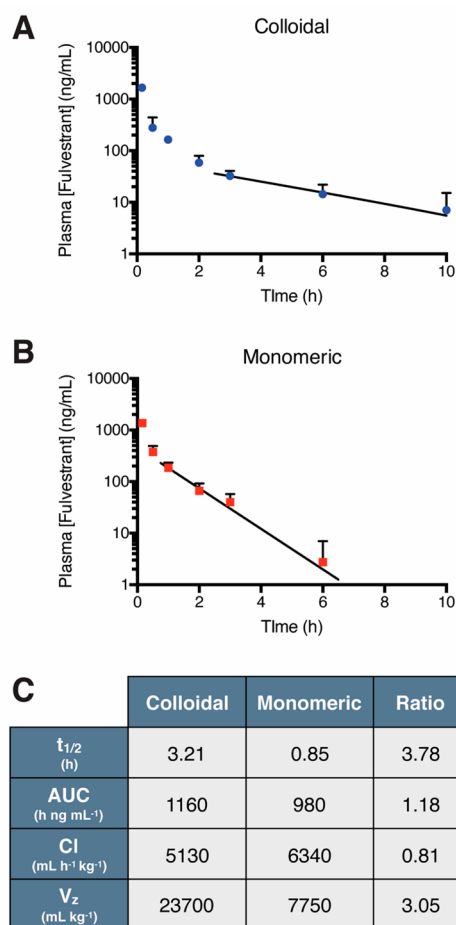 A
Colloidal
Plasma [Fulvestrant] (ng/mL)
10000
1000
100
10
1
0 2 4 6 8 10
TIme (h)
B
Monomeric
Plasma [Fulvestrant] (ng/mL)
10000
1000
100
10
1
0 2 4 6 8 10
TIme (h)
C
Colloidal Monomeric Ratio
t1/2 3.21 0.85 3.78
(h)
AUC 1160 980 1.18
(h ng mL-1)
Cl 5130 6340 0.81
(mL h-1 kg-1)
Vz 23700 7750 3.05
(mL kg-1)